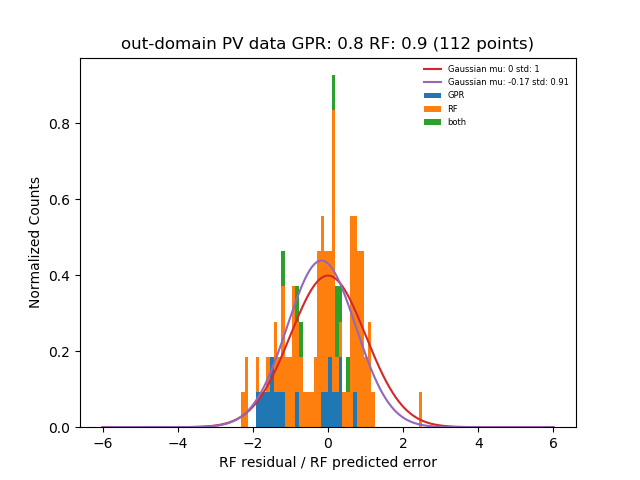 out-domain PV data GPR: 0.8 RF: 0.9 (112 points)
Gaussian mu: 0 std: 1
Gaussian mu: -0.17 std: 0.91
GPR
RF
both
Normalized Counts
0.8
0.6
0.4
0.2
0.0
−6 −4 −2 0 2 4 6
RF residual / RF predicted error